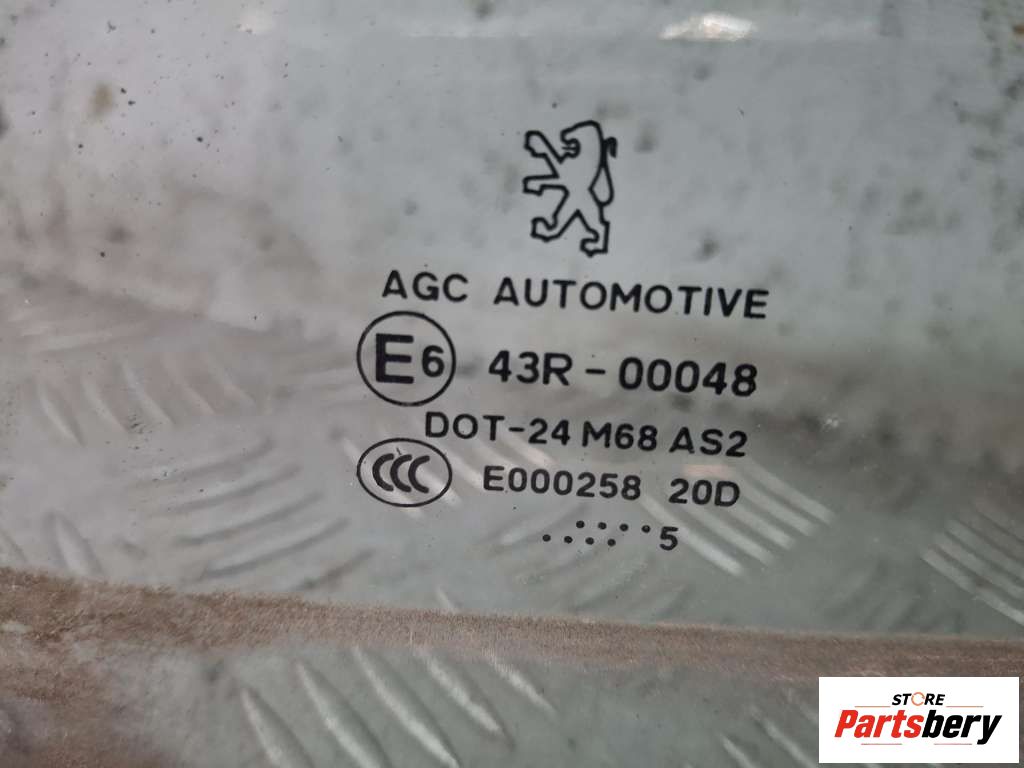 AGC AUTOMOTIVE
E6 43R-00048
DOT-24 M68 AS2
CCC E000258 20D
5
STORE
Partsbery